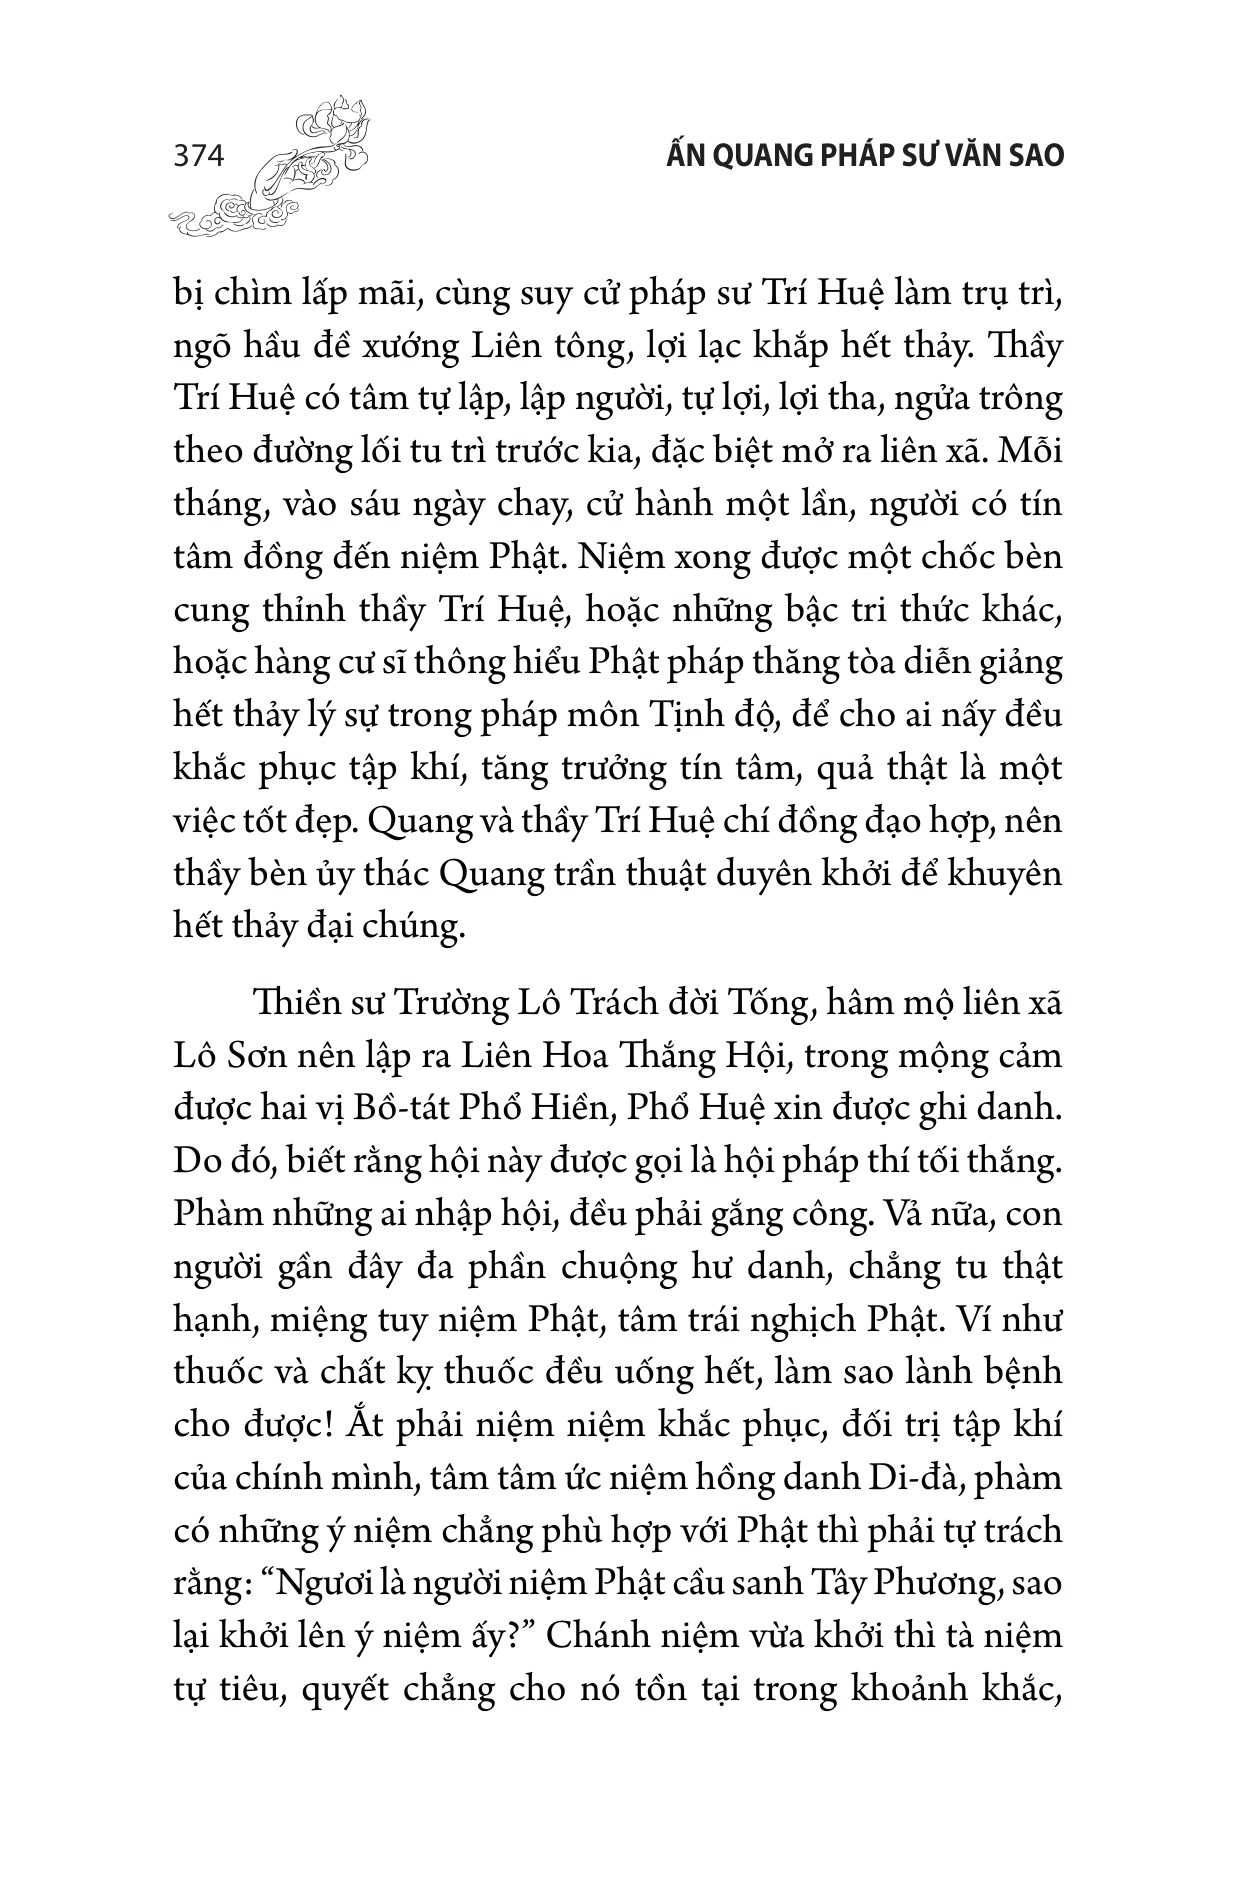 374
ẤN QUANG PHÁP SƯ VĂN SAO
bị chìm lấp mãi, cùng suy cử pháp sư Trí Huệ làm trụ trì,
ngõ hầu đề xướng Liên tông, lợi lạc khắp hết thảy. Thầy
Trí Huệ có tâm tự lập, lập người, tự lợi, lợi tha, ngửa trông
theo đường lối tu trì trước kia, đặc biệt mở ra liên xã. Mỗi
tháng, vào sáu ngày chay, cử hành một lần, người có tín
tâm đồng đến niệm Phật. Niệm xong được một chốc bèn
cung thỉnh thầy Trí Huệ, hoặc những bậc tri thức khác,
hoặc hàng cư sĩ thông hiểu Phật pháp thăng tòa diễn giảng
hết thảy lý sự trong pháp môn Tịnh độ, để cho ai nấy đều
khắc phục tập khí, tăng trưởng tín tâm, quả thật là một
việc tốt đẹp. Quang và thầy Trí Huệ chí đồng đạo hợp, nên
thầy bèn ủy thác Quang trần thuật duyên khởi để khuyên
hết thảy đại chúng.
Thiền sư Trường Lô Trách đời Tống, hâm mộ liên xã
Lô Sơn nên lập ra Liên Hoa Thắng Hội, trong mộng cảm
được hai vị Bồ-tát Phổ Hiền, Phổ Huệ xin được ghi danh.
Do đó, biết rằng hội này được gọi là hội pháp thí tối thắng.
Phàm những ai nhập hội, đều phải gắng công. Vả nữa, con
người gần đây đa phần chuộng hư danh, chẳng tu thật
hạnh, miệng tuy niệm Phật, tâm trái nghịch Phật. Ví như
thuốc và chất kỵ thuốc đều uống hết, làm sao lành bệnh
cho được! Ắt phải niệm niệm khắc phục, đối trị tập khí
của chính mình, tâm tâm ức niệm hồng danh Di-đà, phàm
có những ý niệm chẳng phù hợp với Phật thì phải tự trách
rằng: “Ngươi là người niệm Phật cầu sanh Tây Phương, sao
lại khởi lên ý niệm ấy?” Chánh niệm vừa khởi thì tà niệm
tự tiêu, quyết chẳng cho nó tồn tại trong khoảnh khắc,